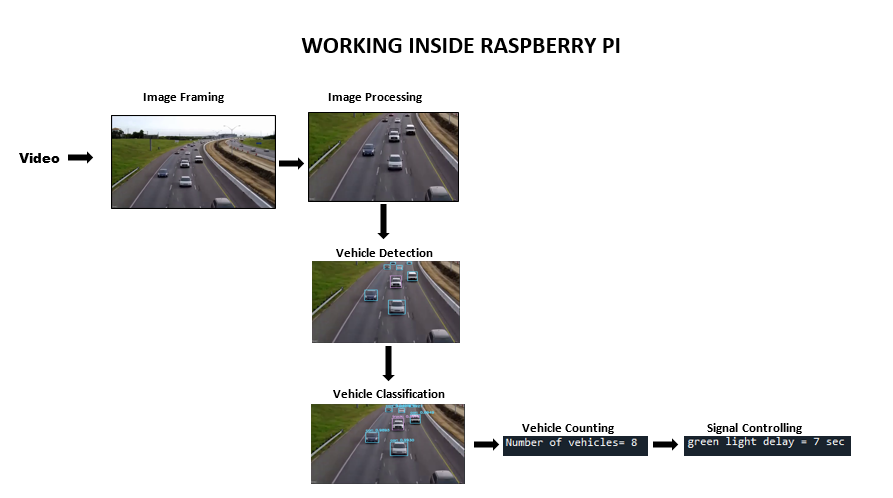 WORKING INSIDE RASPBERRY PI
Image Framing
Image Processing
Video
Vehicle Detection
Vehicle Classification
Vehicle Counting
Number of vehicles= 8
Signal Controlling
green light delay = 7 sec